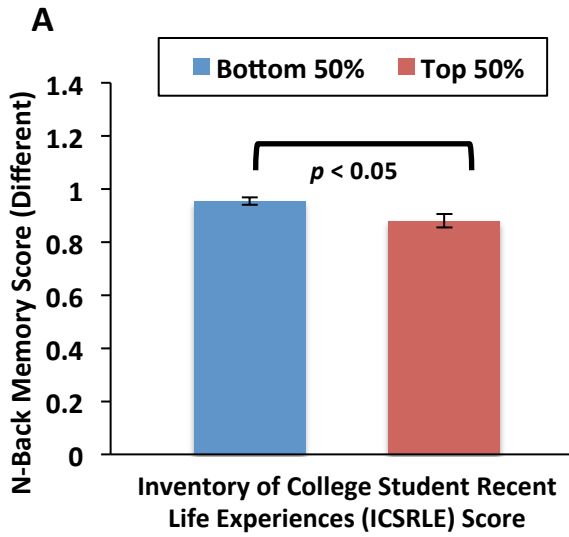 A
Bottom 50% Top 50%
N-Back Memory Score (Different)
1.4
1.2
1
0.8
0.6
0.4
0.2
0
p < 0.05
Inventory of College Student Recent
Life Experiences (ICSRLE) Score